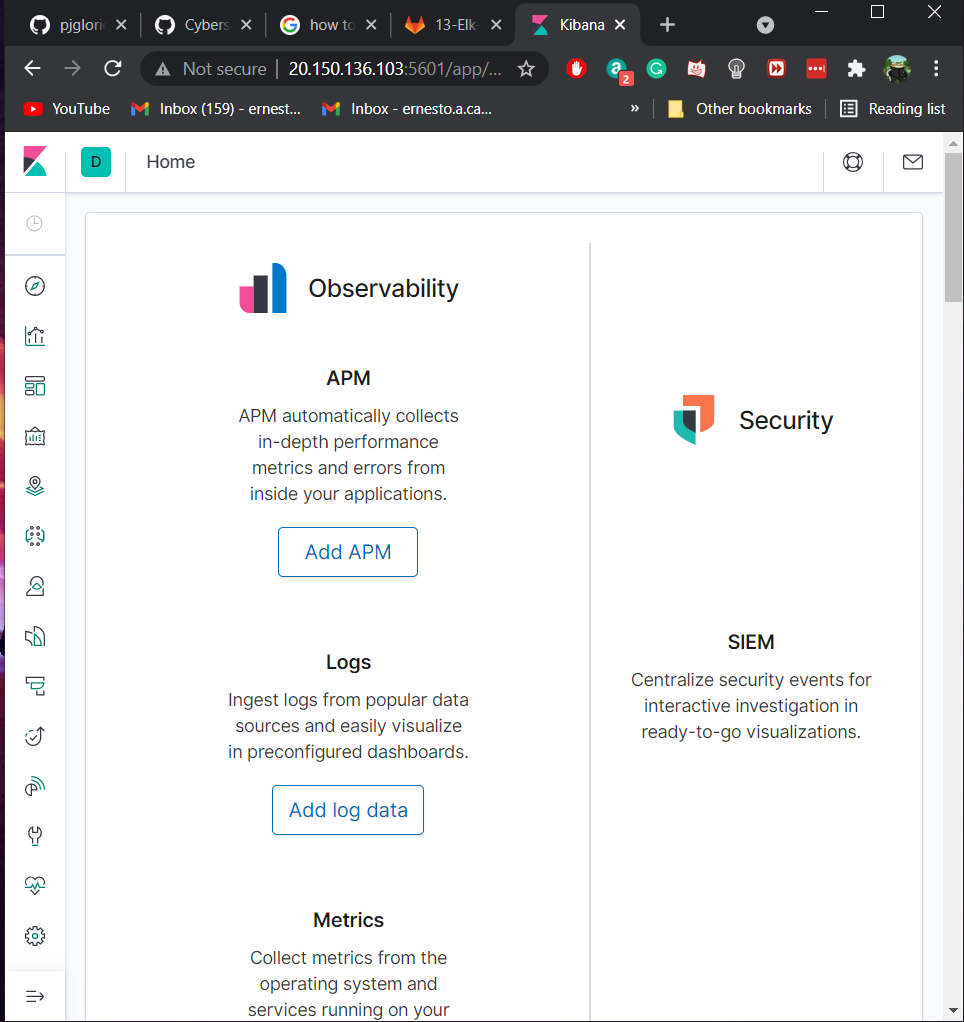 pjglori
Cybers
how to
13-Elk-
Kibana
Not secure
20.150.136.103:5601/app/...
2
YouTube
Inbox (159) - ernest...
Inbox - ernesto.a.ca...
»
Other bookmarks
Reading list
D
Home
Observability
APM
APM automatically collects
in-depth performance
metrics and errors from
inside your applications.
Add APM
Logs
Ingest logs from popular data
sources and easily visualize
in preconfigured dashboards.
Add log data
Metrics
Collect metrics from the
operating system and
services running on your
Security
SIEM
Centralize security events for
interactive investigation in
ready-to-go visualizations.